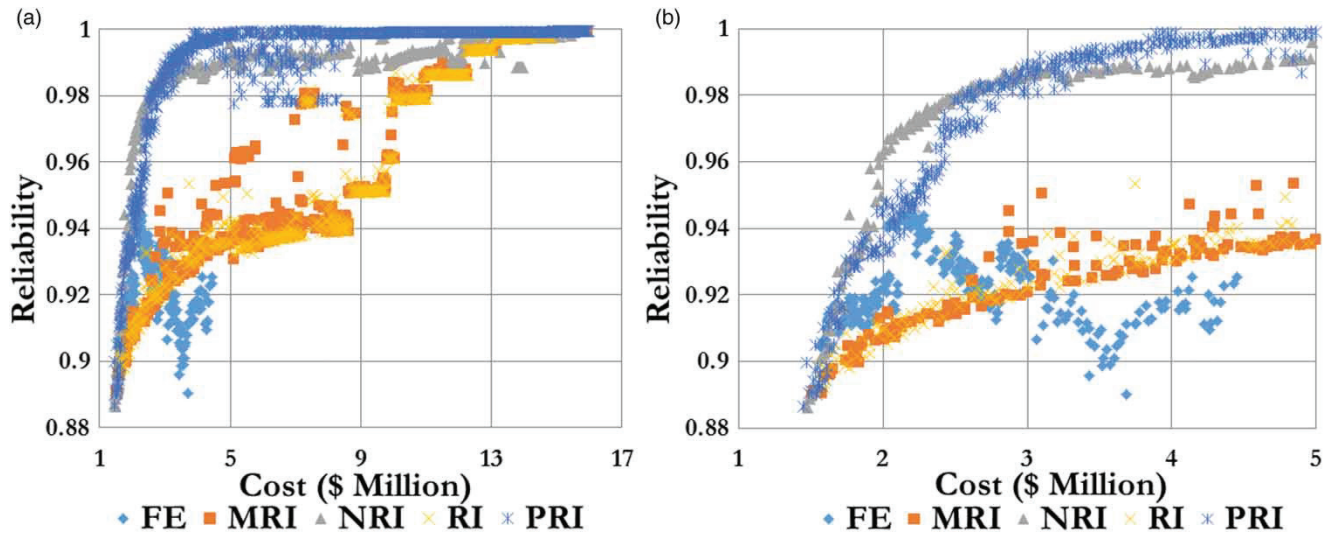 (a)
Reliability
1
0.98
0.96
0.94
0.92
0.9
0.88
1 5 9 13 17
Cost ($ Million)
FE MRI NRI RI PRI
(b)
Reliability
1
0.98
0.96
0.94
0.92
0.9
0.88
1 2 3 4 5
Cost ($ Million)
FE MRI NRI RI PRI